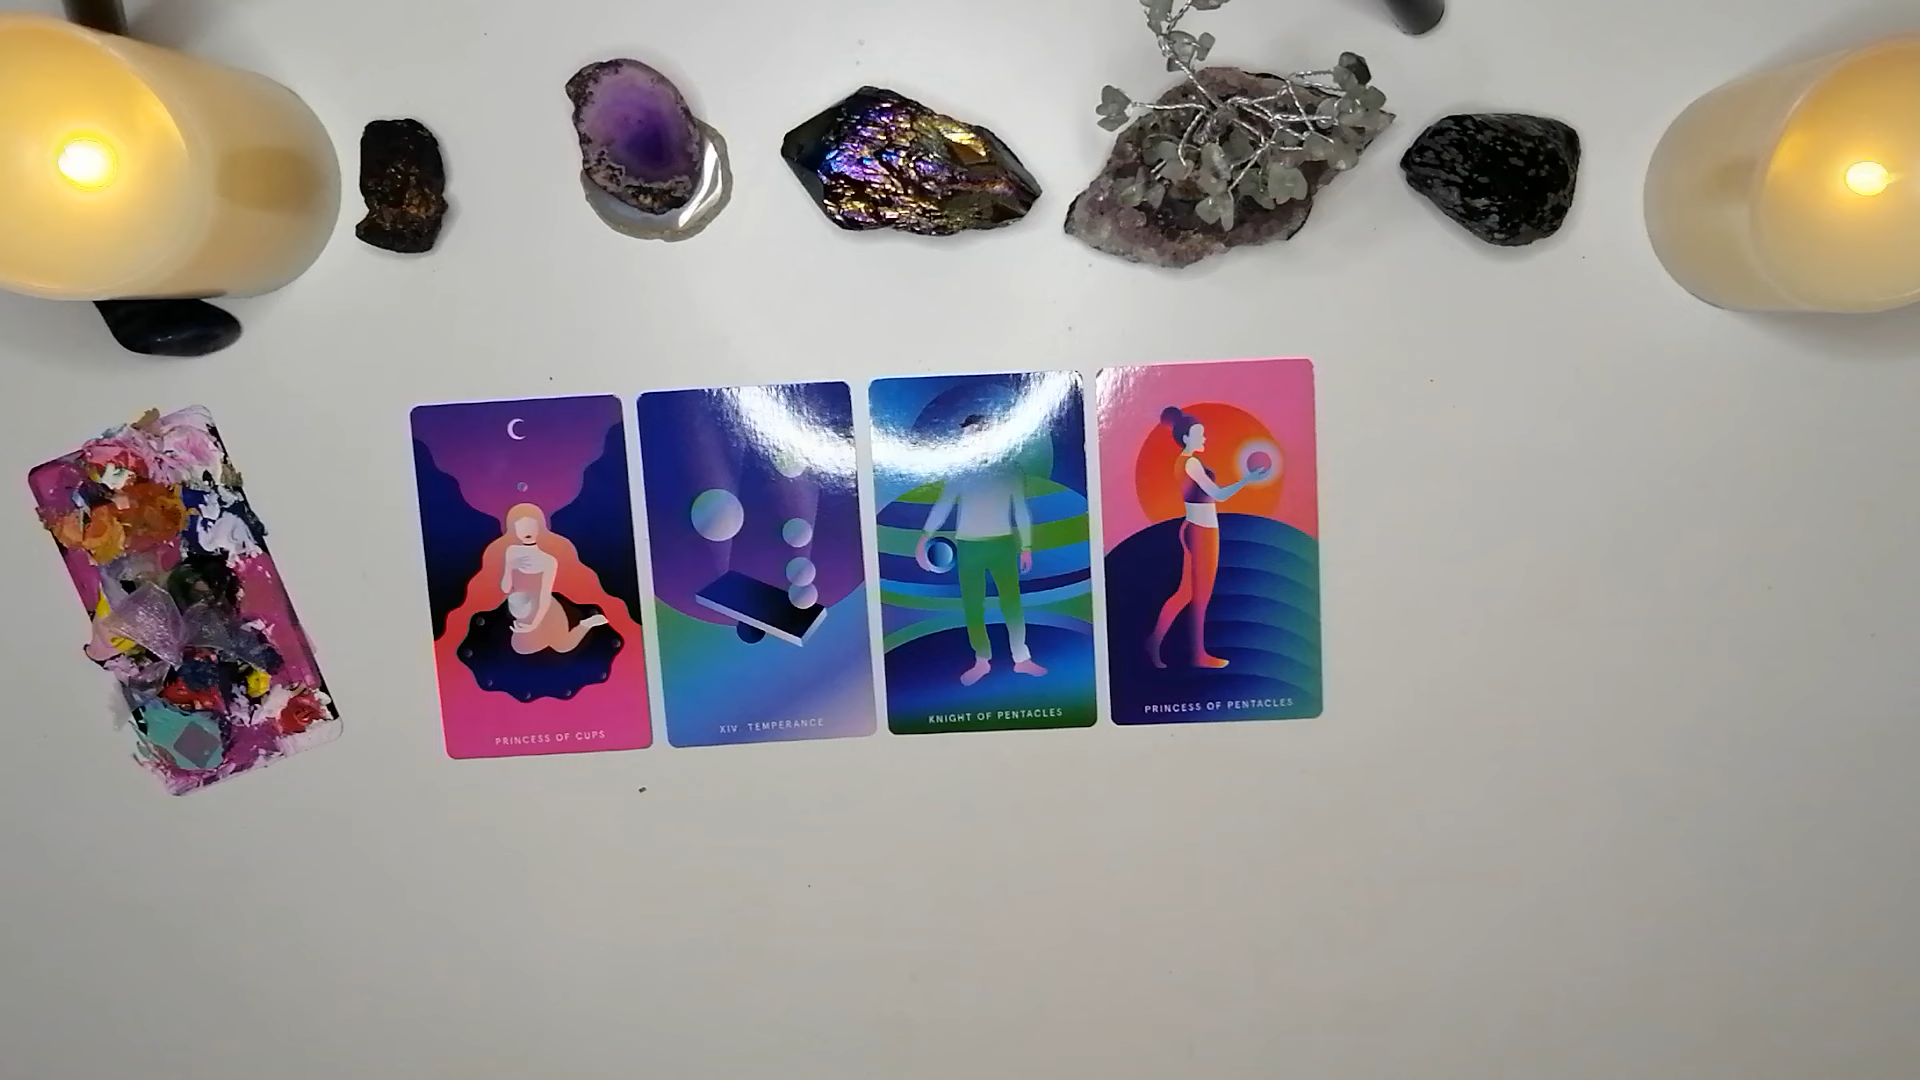 PRINCESS OF CUPS
XIV. TEMPERANCE
KNIGHT OF PENTACLES
PRINCESS OF PENTACLES